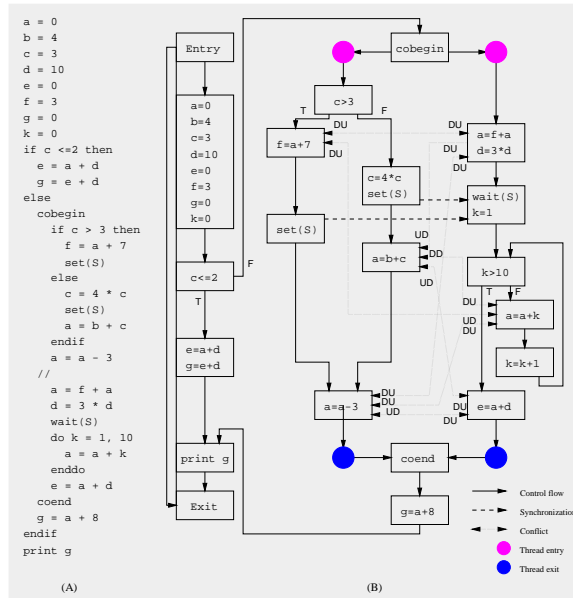 a = 0
b = 4
c = 3
d = 10
e = 0
f = 3
g = 0
k = 0
if c <=2 then
e = a + d
g = e + d
else
cobegin
if c > 3 then
f = a + 7
set(S)
else
c = 4 * c
set(S)
a = b + c
endif
a = a - 3
//
a = f + a
d = 3 * d
wait(S)
do k = 1, 10
a = a + k
enddo
e = a + d
coend
g = a + 8
endif
print g
(A)
Entry
a=0
b=4
c=3
d=10
e=0
f=3
g=0
k=0
c<=2
F
T
e=a+d
g=e+d
print g
Exit
cobegin
c>3
T
F
f=a+7
DU
DU
c=4*c
set(S)
set(S)
a=b+c
UD
DD
UD
a=a-3
DU
DU
UD
DU
DU
a=f+a
d=3*d
wait(S)
k=1
k>10
T
F
DU
UD
DU
a=a+k
k=k+1
DU
DU
e=a+d
coend
g=a+8
Control flow
Synchronization
Conflict
Thread entry
Thread exit
(B)